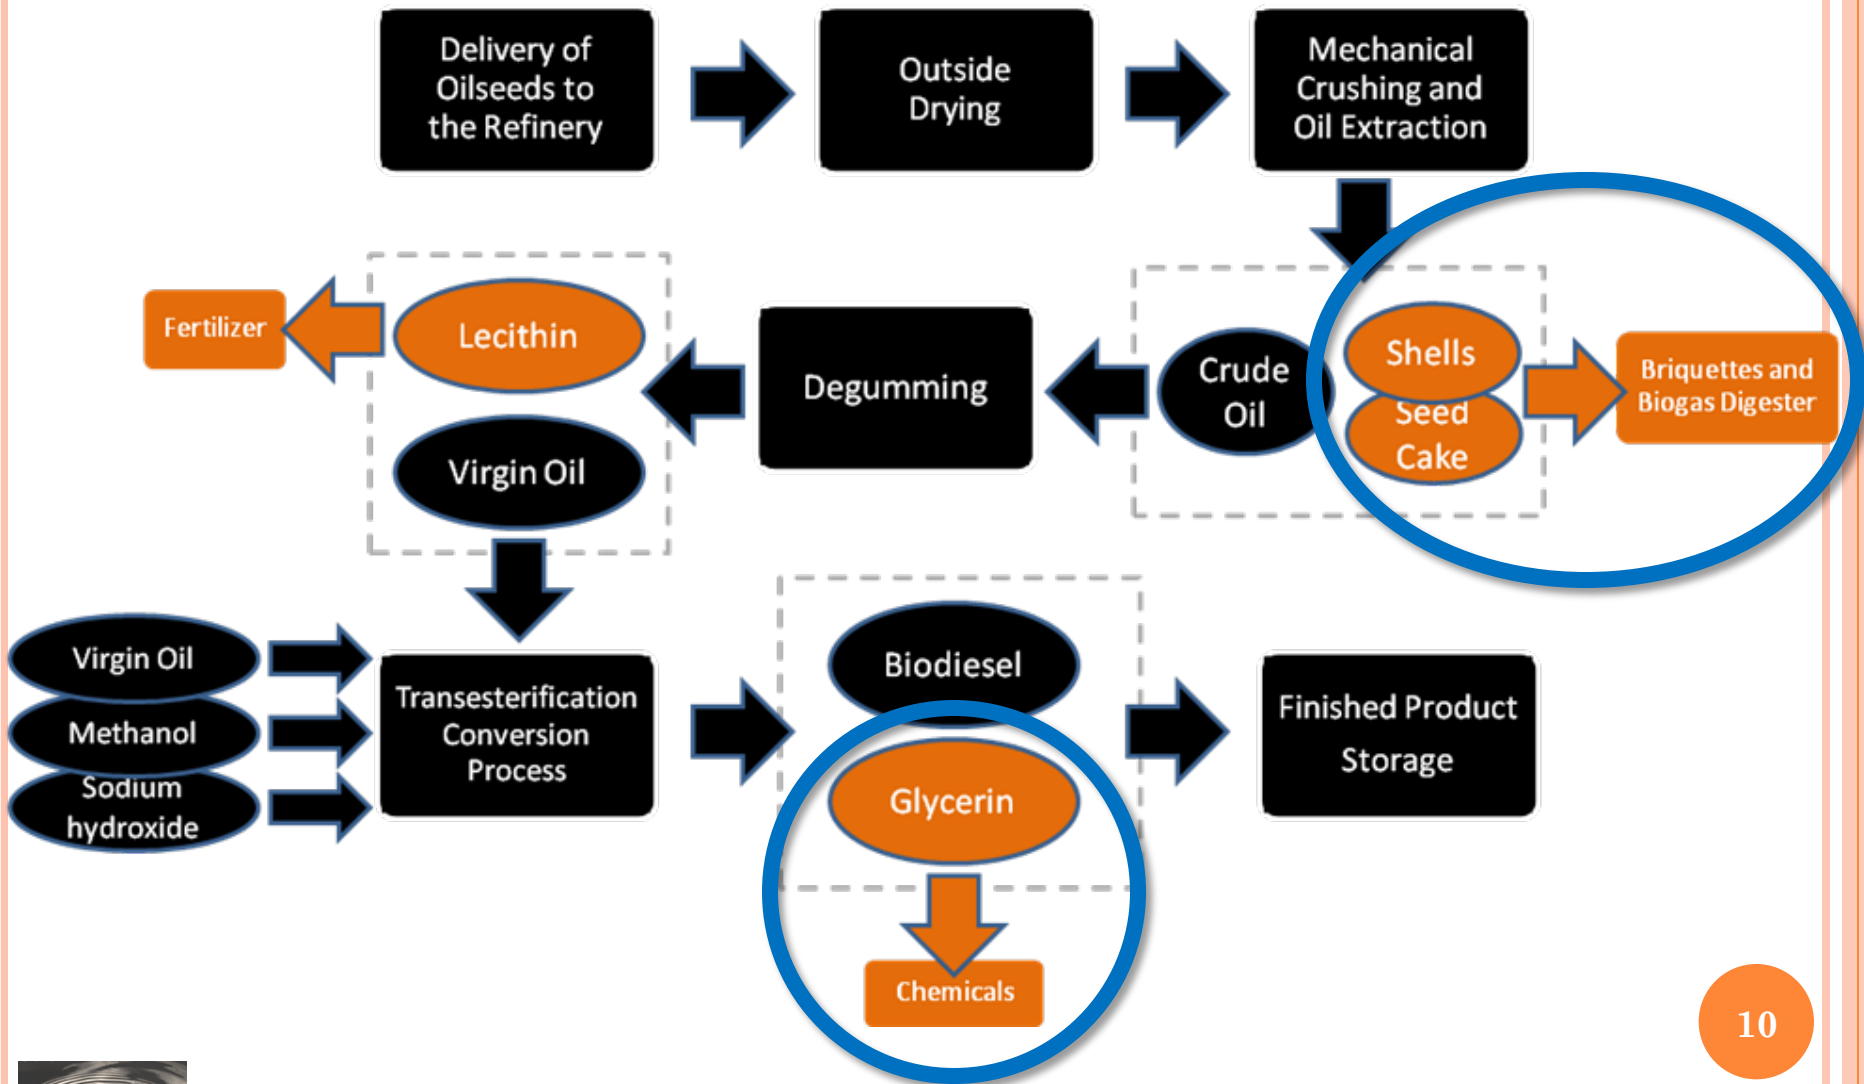 Delivery of
Oilseeds to
the Refinery
Outside
Drying
Mechanical
Crushing and
Oil Extraction
Fertilizer
Lecithin
Virgin Oil
Degumming
Crude
Oil
Shells
Seed
Cake
Briquettes and
Biogas Digester
Virgin Oil
Methanol
Sodium
hydroxide
Transesterification
Conversion
Process
Biodiesel
Glycerin
Chemicals
Finished Product
Storage
10